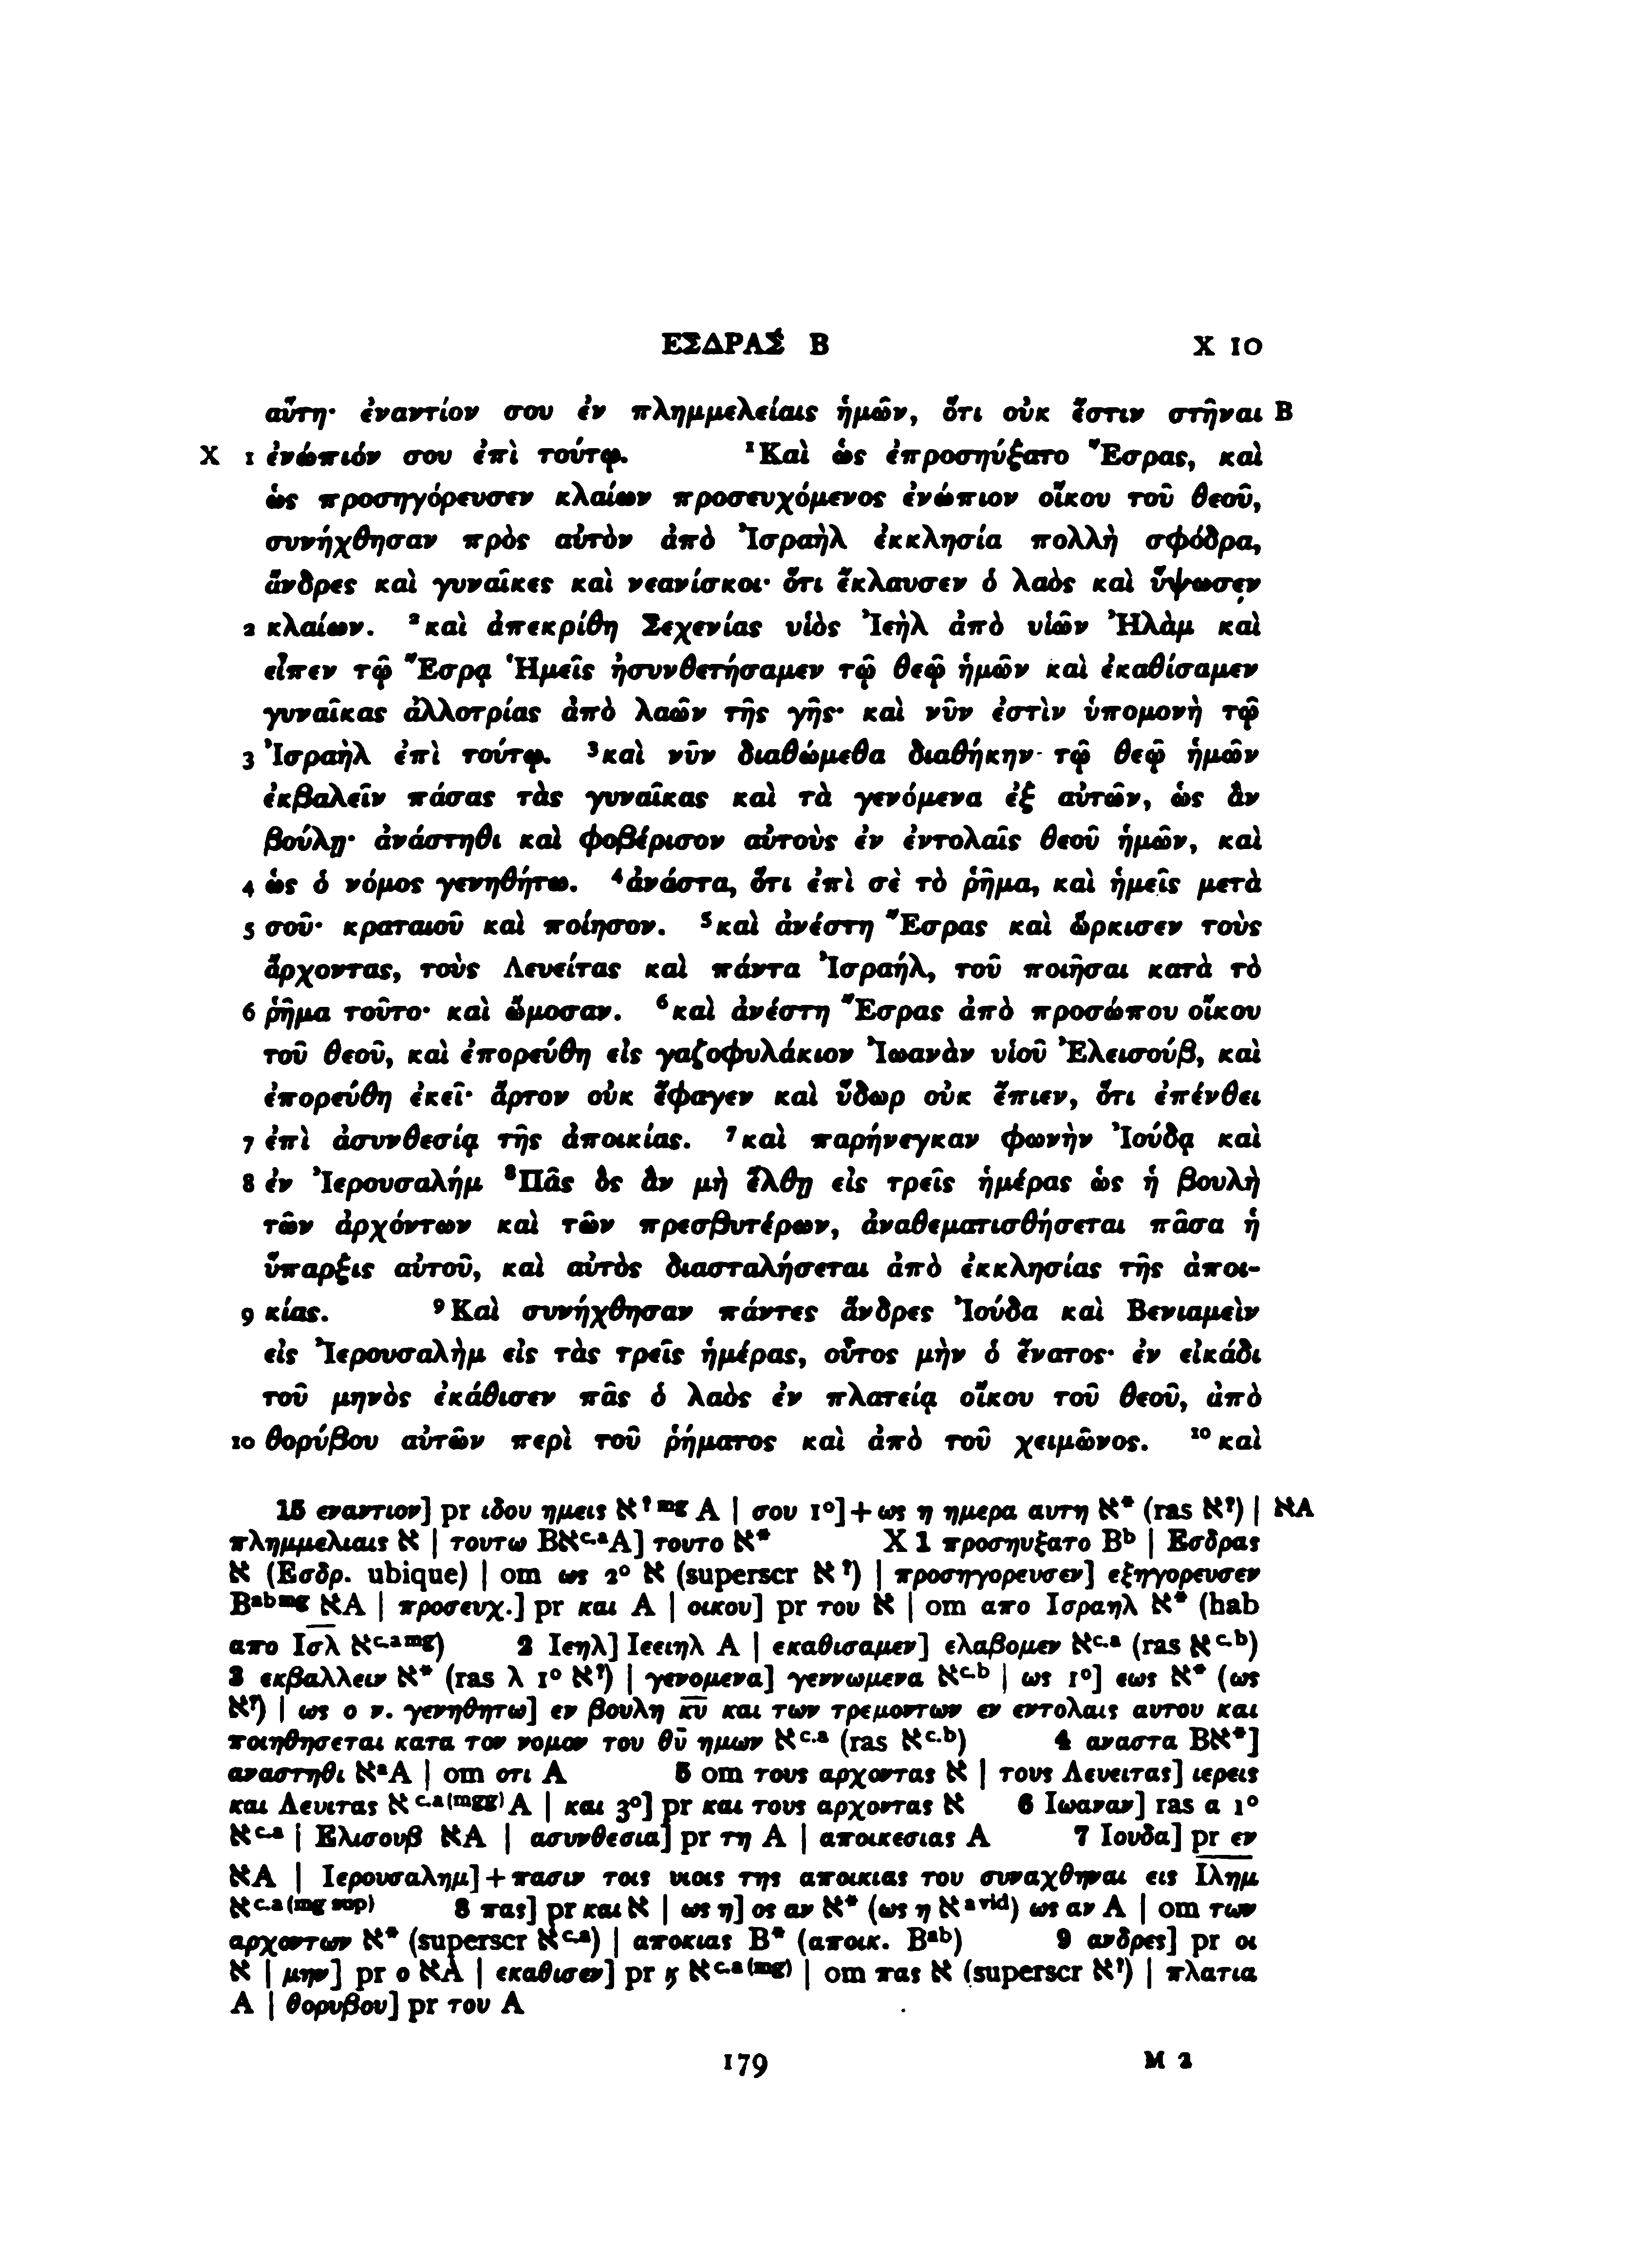 ΕΣΔΡΑΣ Β Χ 10
αὕτη· ἐναντίον σου ἐν πλημμελείαις ἡμῶν, ὅτι οὐκ ἔστιν στῆναι B
X 1 ἐνώπιόν σου ἐπὶ τούτῳ. ¹Καὶ ὡς ἐπροσηύξατο Ἔσρας, καὶ
ὡς προσηγόρευσεν κλαίων προσευχόμενος ἐνώπιον οἴκου τοῦ θεοῦ,
συνήχθησαν πρὸς αὐτὸν ἀπὸ Ἰσραὴλ ἐκκλησία πολλὴ σφόδρα,
ἄνδρες καὶ γυναῖκες καὶ νεανίσκοι· ὅτι ἔκλαυσεν ὁ λαὸς καὶ ὕψωσεν
2 κλαίων. ²καὶ ἀπεκρίθη Σεχενίας υἱὸς Ἰεὴλ ἀπὸ υἱῶν Ἠλὰμ καὶ
εἶπεν τῷ Ἔσρᾳ Ἡμεῖς ἠσυνθετήσαμεν τῷ θεῷ ἡμῶν καὶ ἐκαθίσαμεν
γυναῖκας ἀλλοτρίας ἀπὸ λαῶν τῆς γῆς· καὶ νῦν ἐστὶν ὑπομονὴ τῷ
3 Ἰσραὴλ ἐπὶ τούτῳ. ³καὶ νῦν διαθώμεθα διαθήκην τῷ θεῷ ἡμῶν
ἐκβαλεῖν πάσας τὰς γυναῖκας καὶ τὰ γενόμενα ἐξ αὐτῶν, ὡς ἂν
βούλῃ· ἀνάστηθι καὶ φοβέρισον αὐτοὺς ἐν ἐντολαῖς θεοῦ ἡμῶν, καὶ
4 ὡς ὁ νόμος γενηθήτω. ⁴ἀνάστα, ὅτι ἐπὶ σὲ τὸ ῥῆμα, καὶ ἡμεῖς μετὰ
5 σοῦ· κραταιοῦ καὶ ποίησον. ⁵καὶ ἀνέστη Ἔσρας καὶ ὥρκισεν τοὺς
ἄρχοντας, τοὺς Λευείτας καὶ πάντα Ἰσραήλ, τοῦ ποιῆσαι κατὰ τὸ
6 ῥῆμα τοῦτο· καὶ ὤμοσαν. ⁶καὶ ἀνέστη Ἔσρας ἀπὸ προσώπου οἴκου
τοῦ θεοῦ, καὶ ἐπορεύθη εἰς γαζοφυλάκιον Ἰωανὰν υἱοῦ Ἐλεισούβ, καὶ
ἐπορεύθη ἐκεῖ· ἄρτον οὐκ ἔφαγεν καὶ ὕδωρ οὐκ ἔπιεν, ὅτι ἐπένθει
7 ἐπὶ ἀσυνθεσίᾳ τῆς ἀποικίας. ⁷καὶ παρήνεγκαν φωνὴν Ἰούδᾳ καὶ
8 ἐν Ἰερουσαλήμ ⁸Πᾶς ὃς ἂν μὴ ἔλθῃ εἰς τρεῖς ἡμέρας ὡς ἡ βουλὴ
τῶν ἀρχόντων καὶ τῶν πρεσβυτέρων, ἀναθεματισθήσεται πᾶσα ἡ
ὕπαρξις αὐτοῦ, καὶ αὐτὸς διασταλήσεται ἀπὸ ἐκκλησίας τῆς ἀποι-
9 κίας. ⁹Καὶ συνήχθησαν πάντες ἄνδρες Ἰούδα καὶ Βενιαμεὶν
εἰς Ἰερουσαλὴμ εἰς τὰς τρεῖς ἡμέρας, οὗτος μὴν ὁ ἔνατος· ἐν εἰκάδι
τοῦ μηνὸς ἐκάθισεν πᾶς ὁ λαὸς ἐν πλατείᾳ οἴκου τοῦ θεοῦ, ἀπὸ
10 θορύβου αὐτῶν περὶ τοῦ ῥήματος καὶ ἀπὸ τοῦ χειμῶνος. ¹⁰καὶ
15 εναντιον] pr ιδου ημεις א? mg A | σου 1°]+ως η ημερα αυτη א* (ras א?) | אA
πλημμελιαις א | τουτω Bאc.aA] τουτο א* X 1 προσηυξατο Bb | Εσδρας
א (Εσδρ. ubique) | om ως 2° א (superscr א?) | προσηγορευσεν] εξηγορευσεν
Bab mg אA | προσευχ.] pr και A | οικου] pr του א | om απο Ισραηλ א* (hab
απο Ισ̅λ̅ אc.a mg) 2 Ιεηλ] Ιεειηλ A | εκαθισαμεν] ελαβομεν אc.a (ras אc.b)
3 εκβαλλειν א* (ras λ 1° א?) | γενομενα] γεννωμενα אc.b | ως 1°] εως א* (ως
א?) | ως ο ν. γενηθητω] εν βουλη κ̅υ̅ και των τρεμοντων εν εντολαις αυτου και
ποιηθησεται κατα τον νομον του θ̅υ̅ ημων אc.a (ras אc.b) 4 αναστα Bא*]
αναστηθι אaA | om οτι A 5 om τους αρχοντας א | τους Λευειτας] ιερεις
και Λευιτας אc.a (mgg) A | και 3°] pr και τους αρχοντας א 6 Ιωαναν] ras α 1°
אc.a | Ελισουβ אA | ασυνθεσια] pr τη A | αποικεσιας A 7 Ιουδα] pr εν
אA | Ιερουσαλημ]+πασιν τοις υιοις της αποικιας του συναχθηναι εις Ι̅λ̅η̅μ̅
אc.a (mg sup) 8 πας] pr και א | ως η] ος αν א* (ως η אa vid) ως αν A | om των
αρχοντων א* (superscr אc.a) | αποκιας B* (αποικ. Bab) 9 ανδρες] pr οι
א | μην] pr ο אA | εκαθισεν] pr ϗ אc.a (mg) | om πας א (superscr א?) | πλατια
A | θορυβου] pr του A
179 M 2